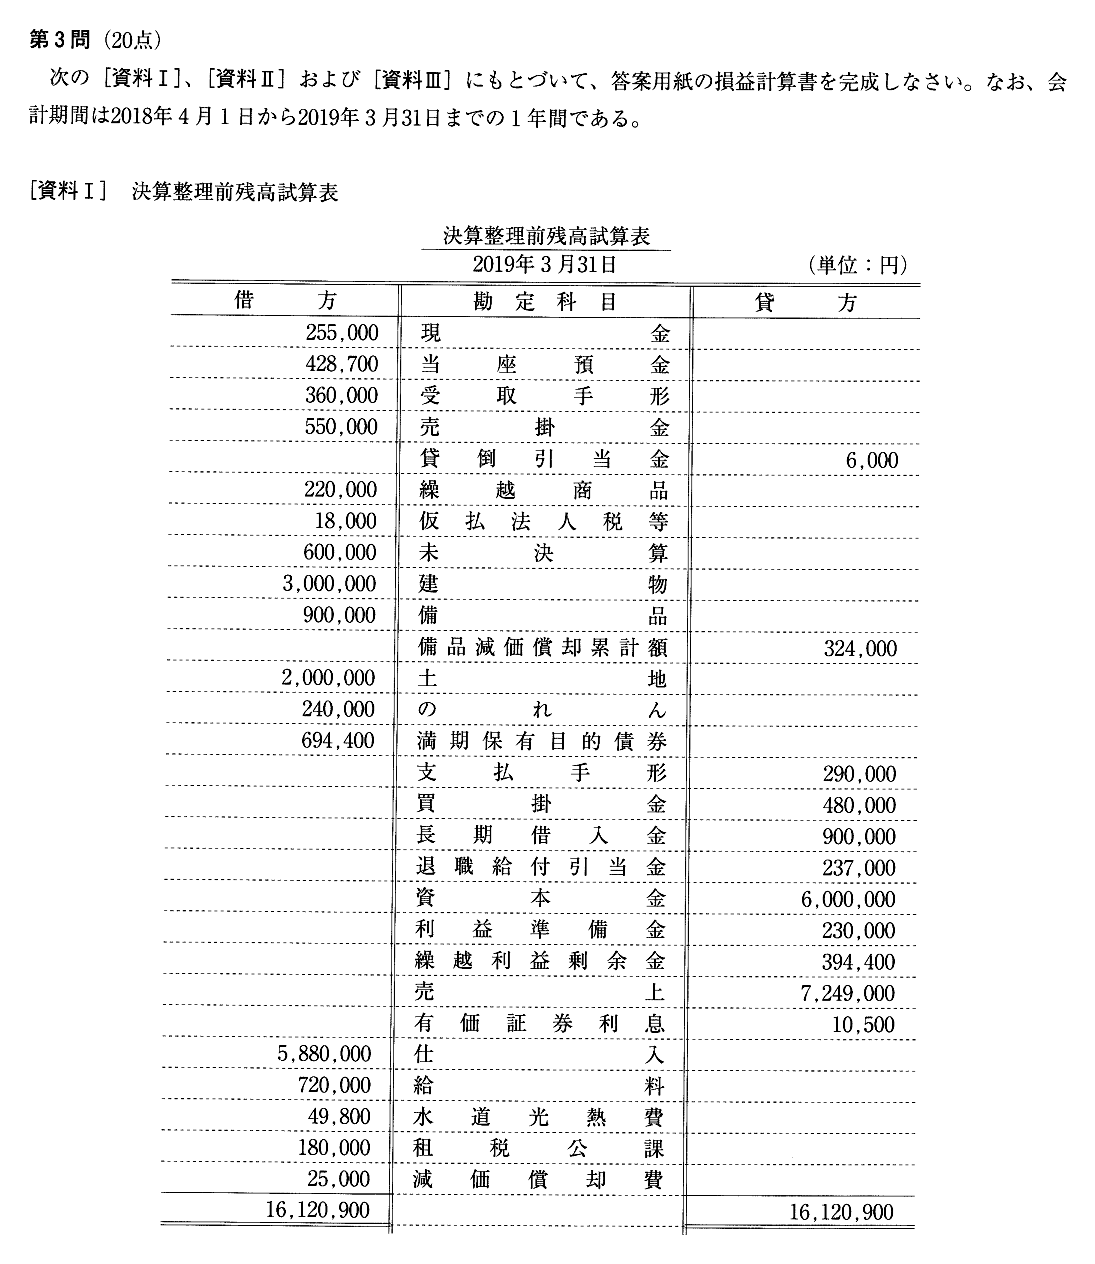 第3問 (20点)
次の[資料Ⅰ]、[資料Ⅱ]および[資料Ⅲ]にもとづいて、答案用紙の損益計算書を完成しなさい。なお、会
計期間は2018年4月1日から2019年3月31日までの1年間である。
[資料Ⅰ] 決算整理前残高試算表
決算整理前残高試算表
2019年3月31日 (単位:円)
借方 勘定科目 貸方
255,000 現金
428,700 当座預金
360,000 受取手形
550,000 売掛金
貸倒引当金 6,000
220,000 繰越商品
18,000 仮払法人税等
600,000 未決算
3,000,000 建物
900,000 備品
備品減価償却累計額 324,000
2,000,000 土地
240,000 のれん
694,400 満期保有目的債券
支払手形 290,000
買掛金 480,000
長期借入金 900,000
退職給付引当金 237,000
資本金 6,000,000
利益準備金 230,000
繰越利益剰余金 394,400
売上 7,249,000
有価証券利息 10,500
5,880,000 仕入
720,000 給料
49,800 水道光熱費
180,000 租税公課
25,000 減価償却費
16,120,900 16,120,900